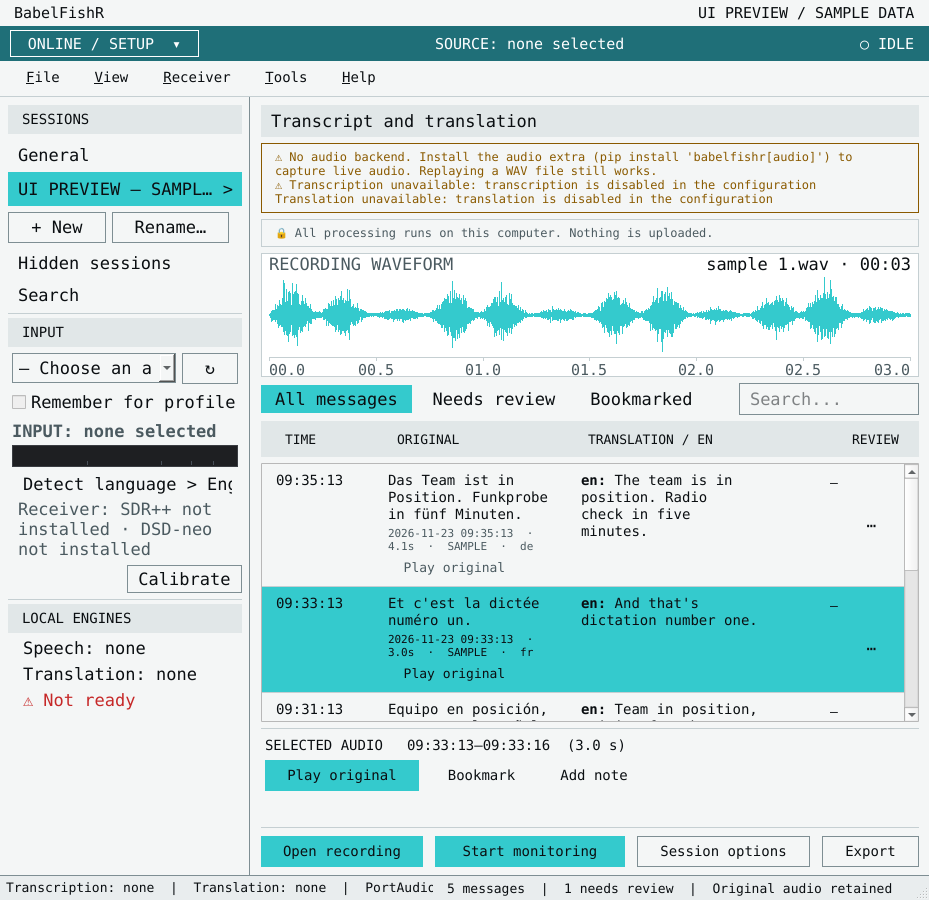 BabelFishR
UI PREVIEW / SAMPLE DATA
ONLINE / SETUP ▾
SOURCE: none selected
○ IDLE
File View Receiver Tools Help
SESSIONS
General
UI PREVIEW — SAMPL… >
+ New
Rename…
Hidden sessions
Search
INPUT
— Choose an a
↻
Remember for profile
INPUT: none selected
Detect language > Eng
Receiver: SDR++ not
installed · DSD-neo
not installed
Calibrate
LOCAL ENGINES
Speech: none
Translation: none
⚠ Not ready
Transcript and translation
⚠ No audio backend. Install the audio extra (pip install 'babelfishr[audio]') to
capture live audio. Replaying a WAV file still works.
⚠ Transcription unavailable: transcription is disabled in the configuration
Translation unavailable: translation is disabled in the configuration
🔒 All processing runs on this computer. Nothing is uploaded.
RECORDING WAVEFORM
sample 1.wav · 00:03
00.0 00.5 01.0 01.5 02.0 02.5 03.0
All messages
Needs review
Bookmarked
Search...
TIME ORIGINAL TRANSLATION / EN REVIEW
09:35:13
Das Team ist in
Position. Funkprobe
in fünf Minuten.
2026-11-23 09:35:13 ·
4.1s · SAMPLE · de
Play original
en: The team is in
position. Radio
check in five
minutes.
—
…
09:33:13
Et c'est la dictée
numéro un.
2026-11-23 09:33:13 ·
3.0s · SAMPLE · fr
Play original
en: And that's
dictation number one.
—
…
09:31:13
Equipo en posición,
en: Team in position,
—
SELECTED AUDIO 09:33:13–09:33:16 (3.0 s)
Play original
Bookmark
Add note
Open recording
Start monitoring
Session options
Export
Transcription: none | Translation: none | PortAudio 5 messages | 1 needs review | Original audio retained